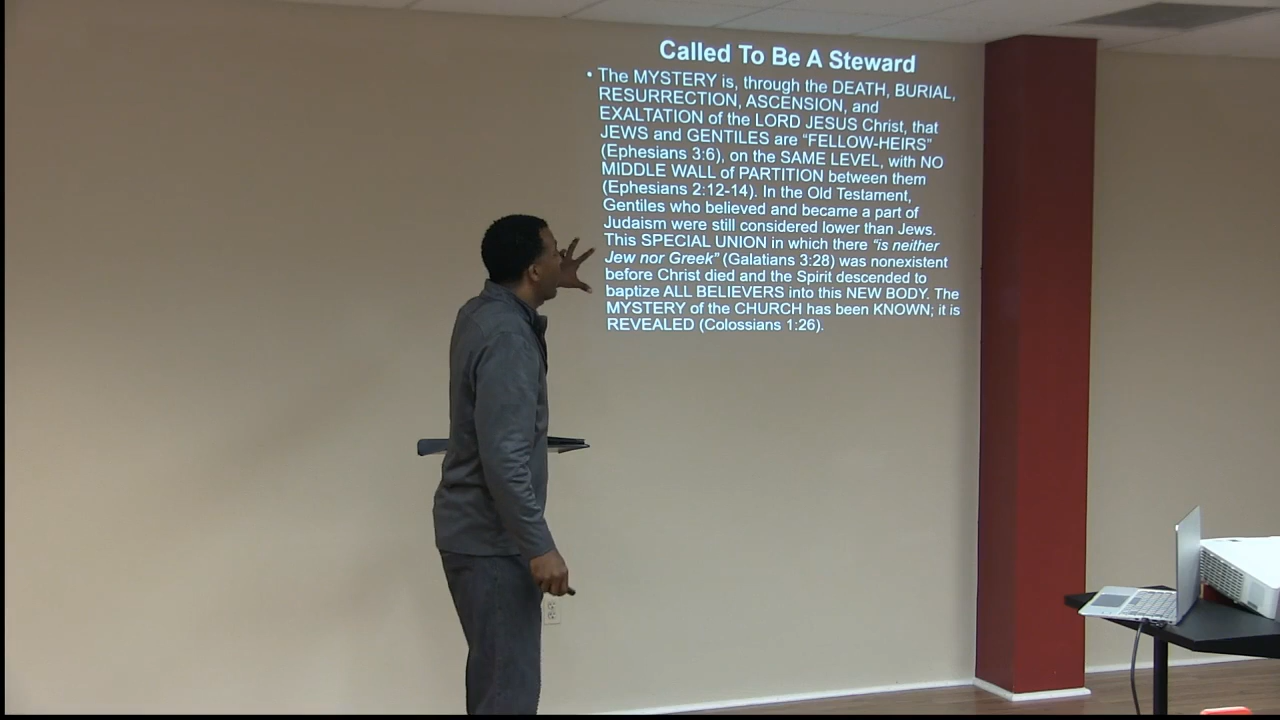 Called To Be A Steward
• The MYSTERY is, through the DEATH, BURIAL,
RESURRECTION, ASCENSION, and
EXALTATION of the LORD JESUS Christ, that
JEWS and GENTILES are “FELLOW-HEIRS”
(Ephesians 3:6), on the SAME LEVEL, with NO
MIDDLE WALL of PARTITION between them
(Ephesians 2:12-14). In the Old Testament,
Gentiles who believed and became a part of
Judaism were still considered lower than Jews.
This SPECIAL UNION in which there “is neither
Jew nor Greek” (Galatians 3:28) was nonexistent
before Christ died and the Spirit descended to
baptize ALL BELIEVERS into this NEW BODY. The
MYSTERY of the CHURCH has been KNOWN; it is
REVEALED (Colossians 1:26).